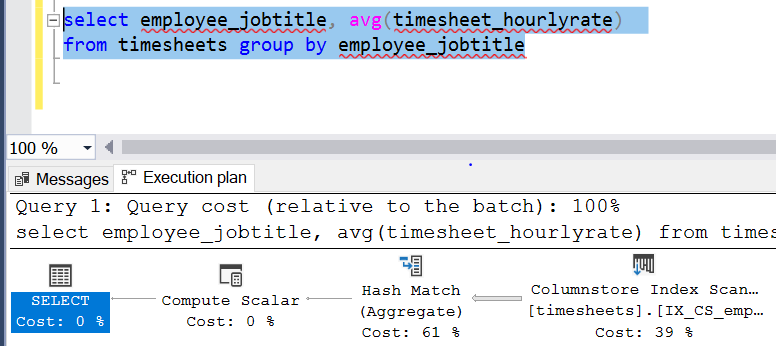 select employee_jobtitle, avg(timesheet_hourlyrate)
from timesheets group by employee_jobtitle
100 %
Messages
Execution plan
Query 1: Query cost (relative to the batch): 100%
select employee_jobtitle, avg(timesheet_hourlyrate) from times
SELECT
Cost: 0 %
Compute Scalar
Cost: 0 %
Hash Match
(Aggregate)
Cost: 61 %
Columnstore Index Scan…
[timesheets].[IX_CS_emp…
Cost: 39 %